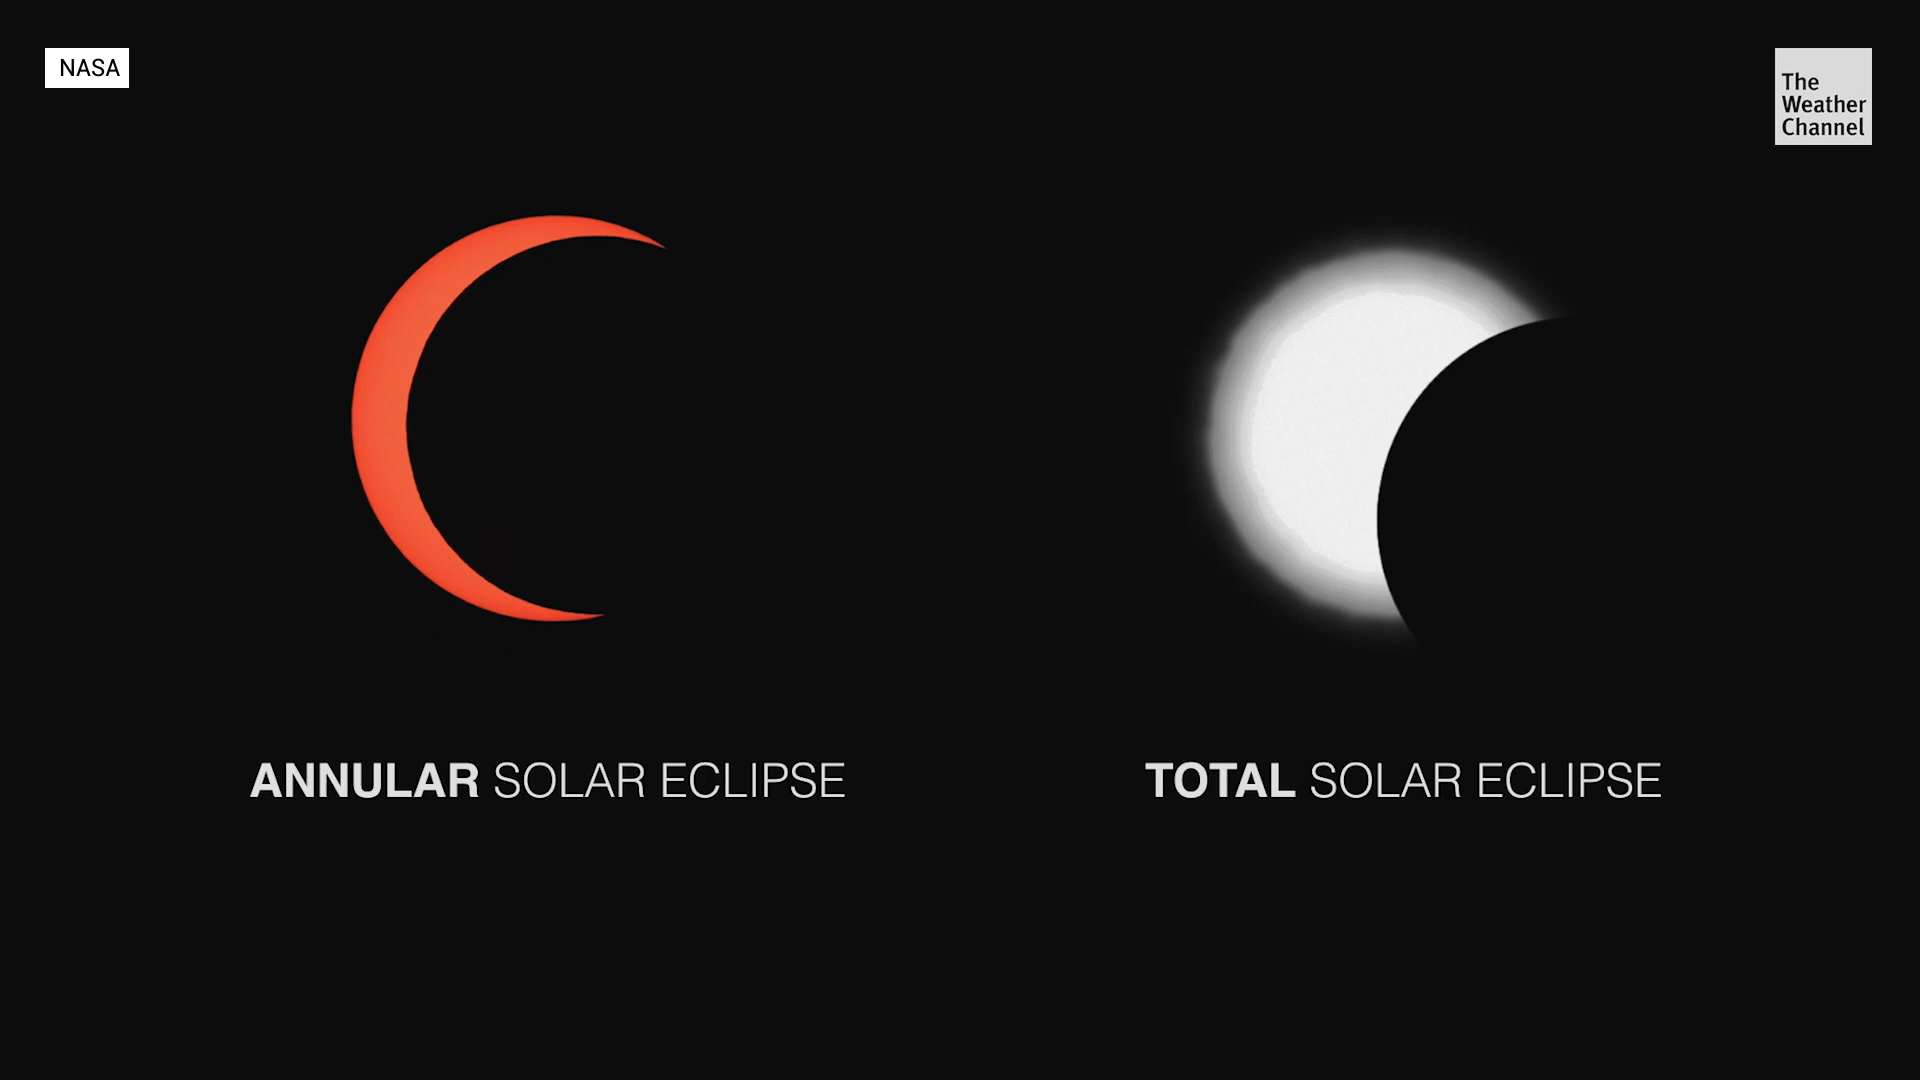 NASA
The
Weather
Channel
ANNULAR SOLAR ECLIPSE
TOTAL SOLAR ECLIPSE